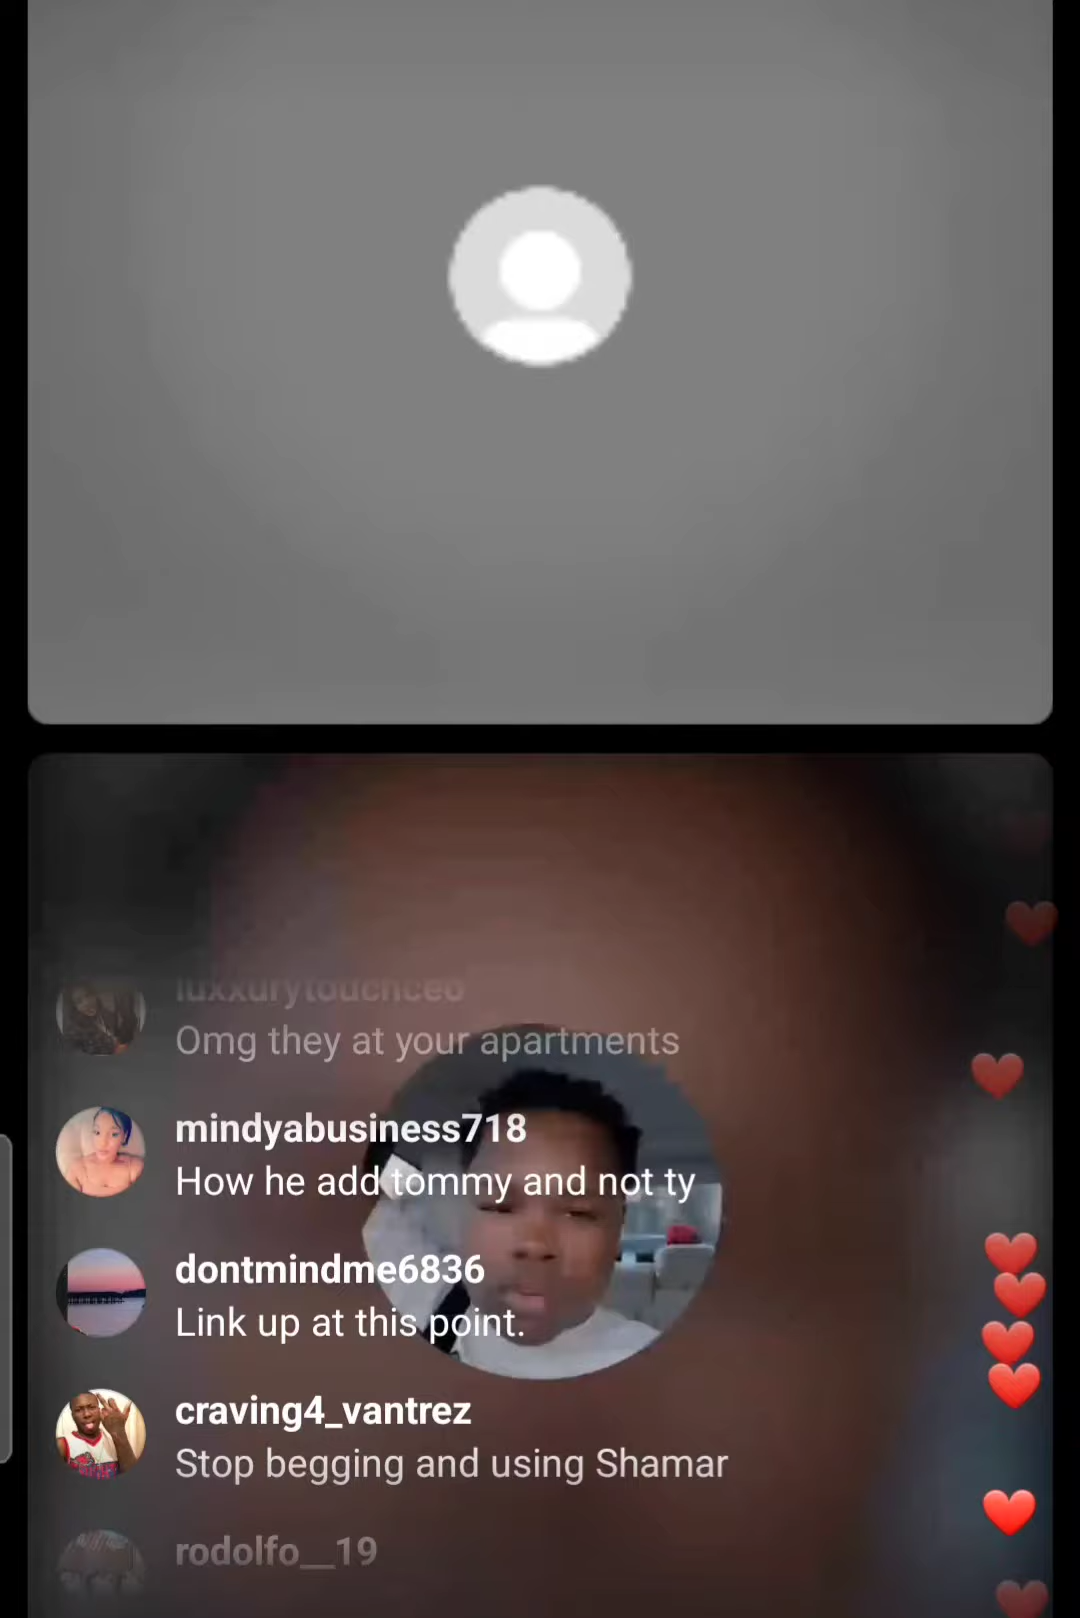 luxxurytouchceo
Omg they at your apartments
mindyabusiness718
How he add tommy and not ty
dontmindme6836
Link up at this point.
craving4_vantrez
Stop begging and using Shamar
rodolfo__19